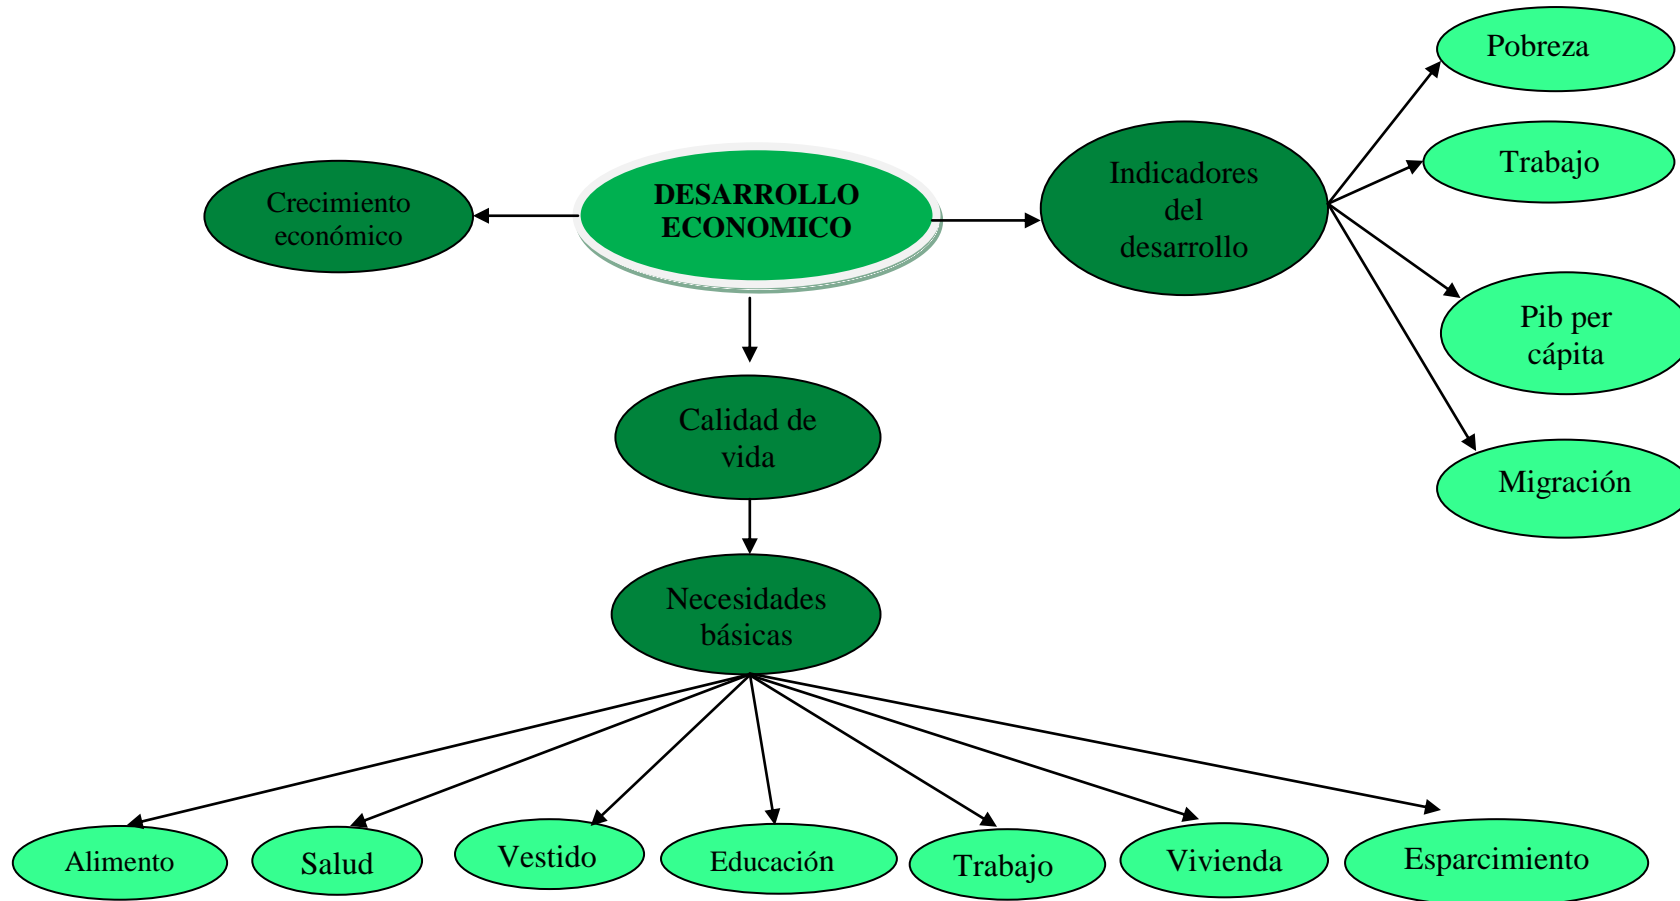 Pobreza
Trabajo
Indicadores
del
desarrollo
DESARROLLO
ECONOMICO
Crecimiento
económico
Pib per
cápita
Calidad de
vida
Migración
Necesidades
básicas
Alimento
Salud
Vestido
Educación
Trabajo
Vivienda
Esparcimiento